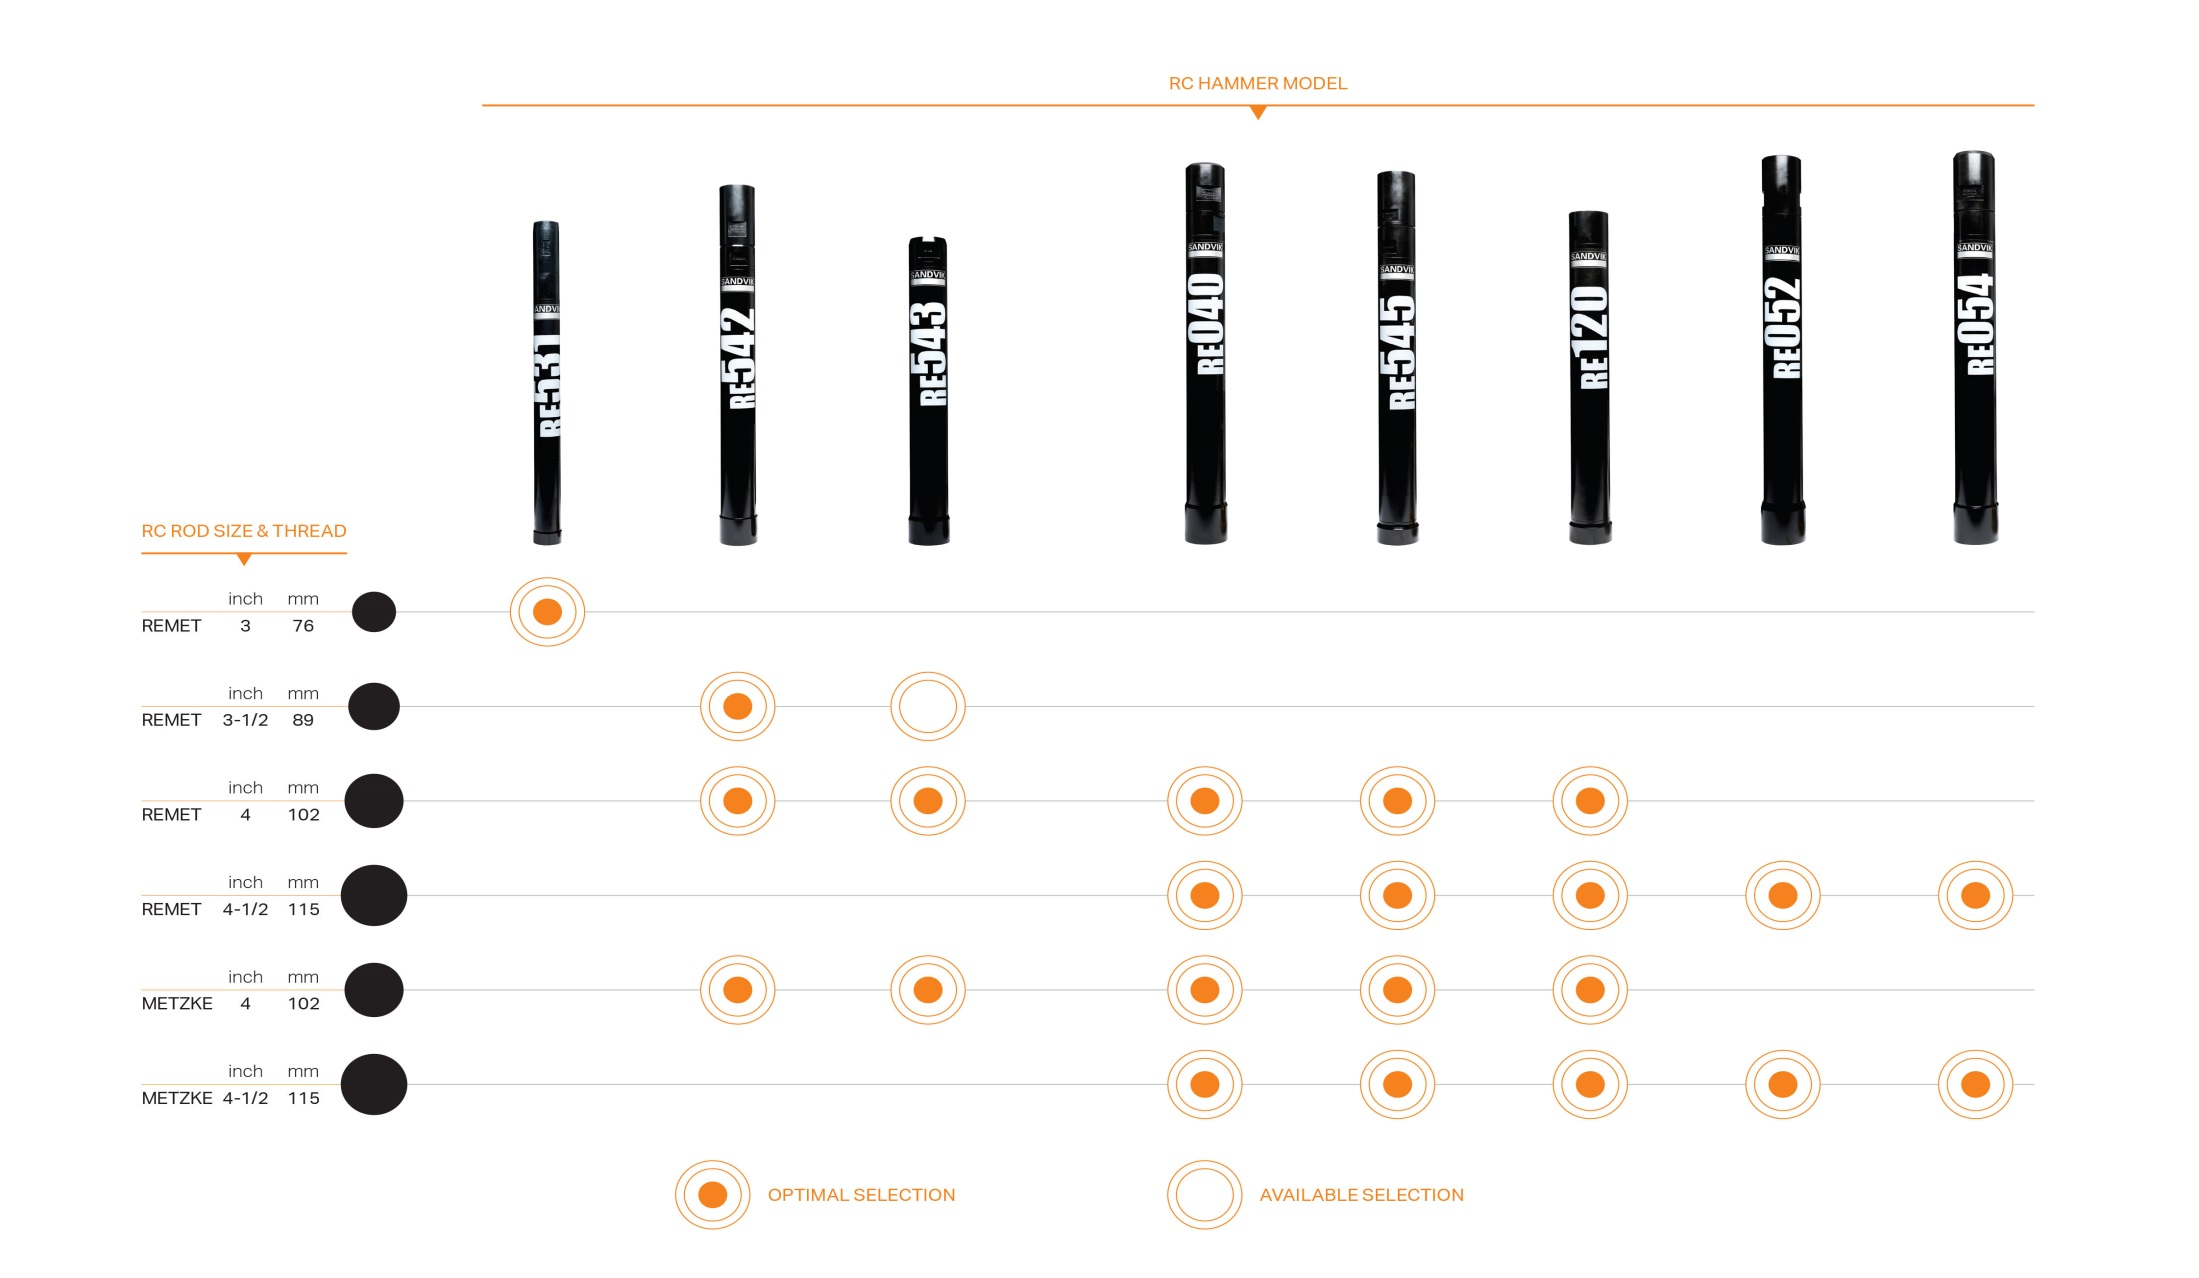 RC HAMMER MODEL
SANDVIK
RE531
SANDVIK
RE542
SANDVIK
RE543
SANDVIK
RE040
SANDVIK
RE545
SANDVIK
RE120
SANDVIK
RE052
SANDVIK
RE054
RC ROD SIZE & THREAD
inch mm
REMET 3 76
inch mm
REMET 3-1/2 89
inch mm
REMET 4 102
inch mm
REMET 4-1/2 115
inch mm
METZKE 4 102
inch mm
METZKE 4-1/2 115
OPTIMAL SELECTION
AVAILABLE SELECTION